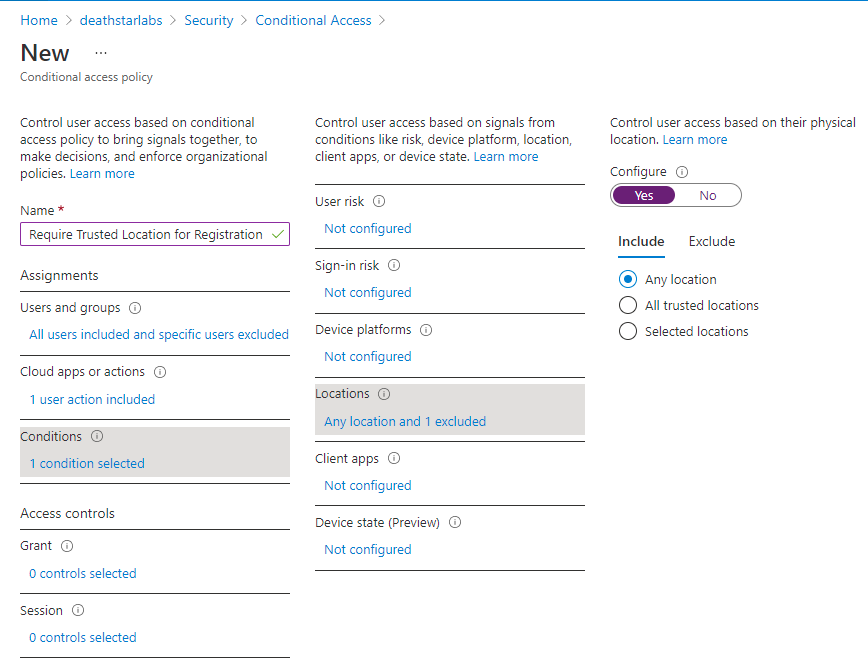 Home > deathstarlabs > Security > Conditional Access >
New ...
Conditional access policy
Control user access based on conditional
access policy to bring signals together, to
make decisions, and enforce organizational
policies. Learn more
Name *
Require Trusted Location for Registration
Assignments
Users and groups
All users included and specific users excluded
Cloud apps or actions
1 user action included
Conditions
1 condition selected
Access controls
Grant
0 controls selected
Session
0 controls selected
Control user access based on signals from
conditions like risk, device platform, location,
client apps, or device state. Learn more
User risk
Not configured
Sign-in risk
Not configured
Device platforms
Not configured
Locations
Any location and 1 excluded
Client apps
Not configured
Device state (Preview)
Not configured
Control user access based on their physical
location. Learn more
Configure
Yes No
Include Exclude
Any location
All trusted locations
Selected locations